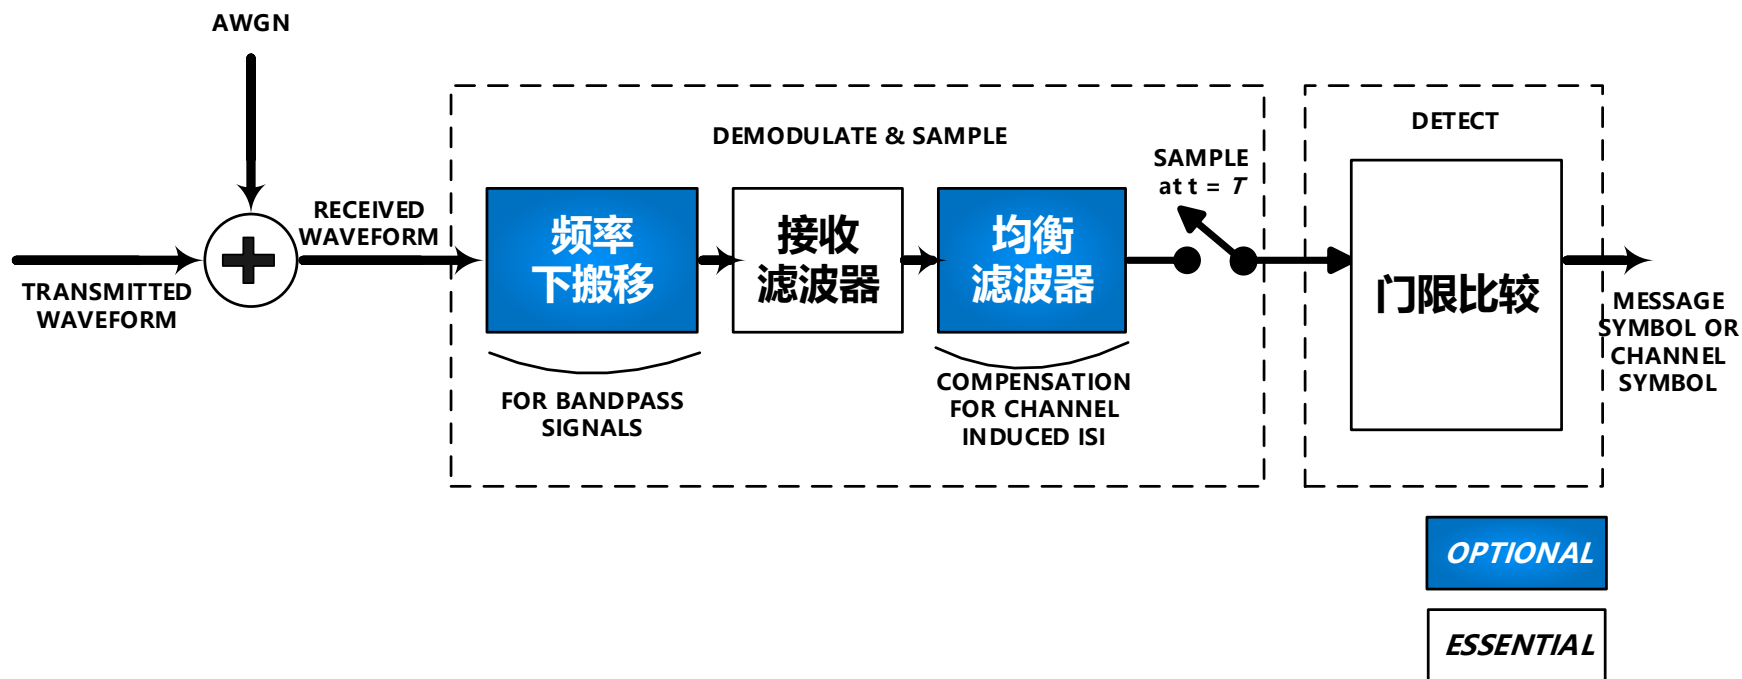 AWGN
DEMODULATE & SAMPLE
DETECT
SAMPLE
at t = T
RECEIVED
WAVEFORM
TRANSMITTED
WAVEFORM
频率
下搬移
接收
滤波器
均衡
滤波器
门限比较
MESSAGE
SYMBOL OR
CHANNEL
SYMBOL
FOR BANDPASS
SIGNALS
COMPENSATION
FOR CHANNEL
INDUCED ISI
OPTIONAL
ESSENTIAL